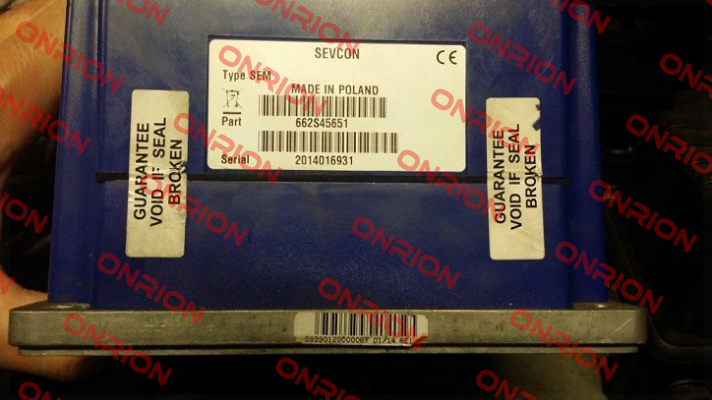 SEVCON
Type SEM
MADE IN POLAND
Part 662S45651
Serial 2014016931
GUARANTEE
VOID IF SEAL
BROKEN
GUARANTEE
VOID IF SEAL
BROKEN
ONRION